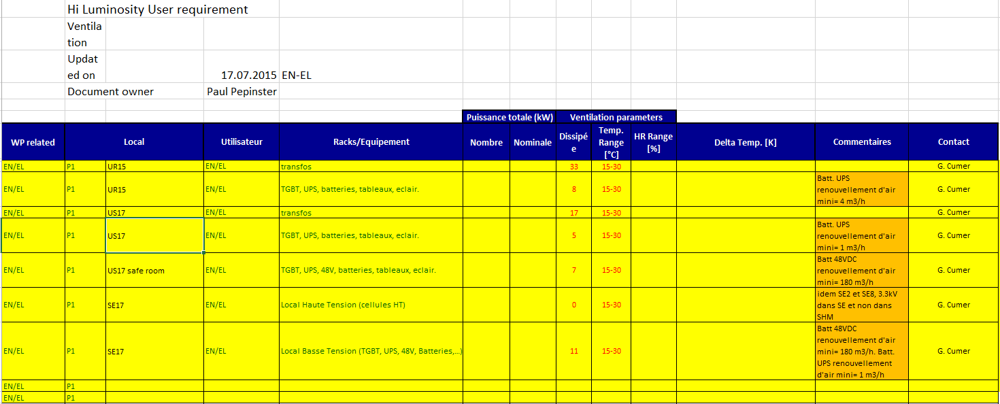 Hi Luminosity User requirement
Ventila
tion
Updat
ed on 17.07.2015 EN-EL
Document owner Paul Pepinster
Puissance totale (kW) Ventilation parameters
WP related Local Utilisateur Racks/Equipement Nombre Nominale Dissipé
e Temp.
Range
[°C] HR Range
[%] Delta Temp. [K] Commentaires Contact
EN/EL P1 UR15 EN/EL transfos 33 15-30 G. Cumer
EN/EL P1 UR15 EN/EL TGBT, UPS, batteries, tableaux, eclair. 8 15-30 Batt. UPS
renouvellement d'air
mini= 4 m3/h G. Cumer
EN/EL P1 US17 EN/EL transfos 17 15-30 G. Cumer
EN/EL P1 US17 EN/EL TGBT, UPS, batteries, tableaux, eclair. 5 15-30 Batt. UPS
renouvellement d'air
mini= 1 m3/h G. Cumer
EN/EL P1 US17 safe room EN/EL TGBT, UPS, 48V, batteries, tableaux, eclair. 7 15-30 Batt 48VDC
renouvellement d'air
mini= 180 m3/h G. Cumer
EN/EL P1 SE17 EN/EL Local Haute Tension (cellules HT) 0 15-30 idem SE2 et SE8, 3.3kV
dans SE et non dans
SHM G. Cumer
EN/EL P1 SE17 EN/EL Local Basse Tension (TGBT, UPS, 48V, Batteries,...) 11 15-30 Batt 48VDC
renouvellement d'air
mini= 180 m3/h. Batt.
UPS renouvellement
d'air mini= 1 m3/h G. Cumer
EN/EL P1
EN/EL P1